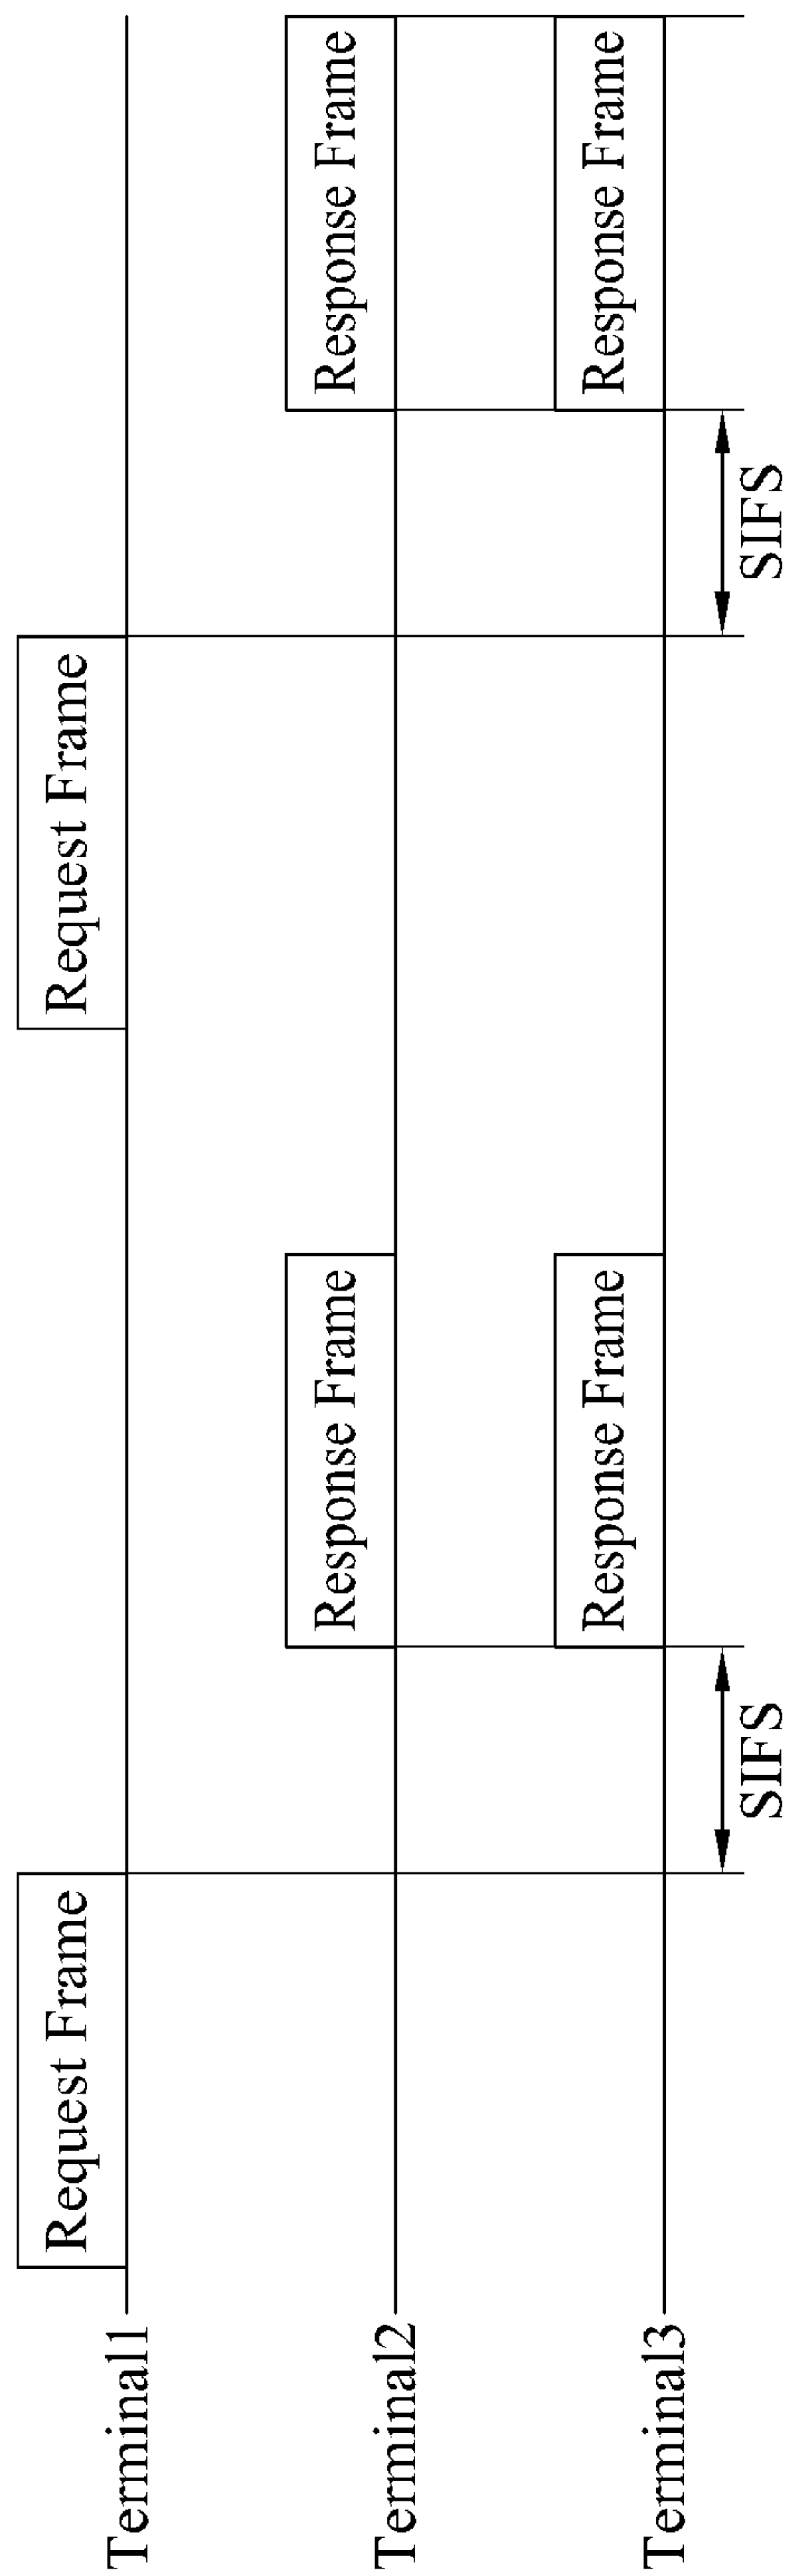 Terminal1
Request Frame
Request Frame
Terminal2
Response Frame
Response Frame
Terminal3
Response Frame
Response Frame
SIFS
SIFS